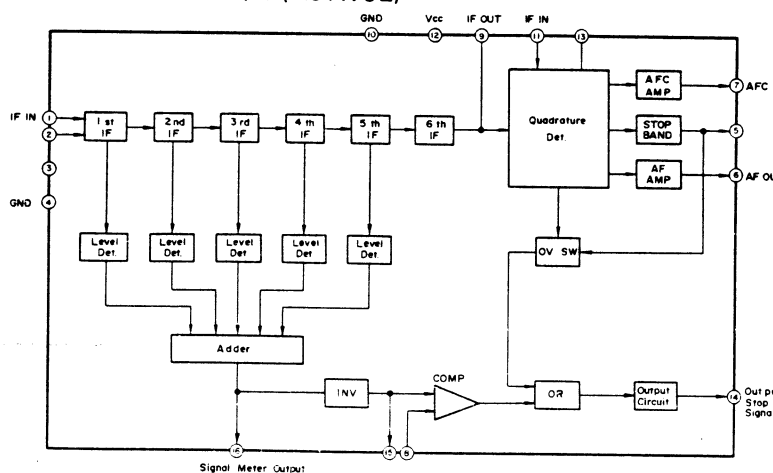 GND Vcc IF OUT IF IN
10 12 9 11 13
IF IN 1 1st IF 2nd IF 3rd IF 4th IF 5th IF 6th IF
2
3
GND 4
Quadrature Det.
AFC AMP 7 AFC
STOP BAND 5
AF AMP 6 AF OU
Level Det. Level Det. Level Det Level Det Level Det.
OV SW
Adder
INV
COMP
OR
Output Circuit
14 Output
Stop
Signal
16 15 8
Signal Meter Output